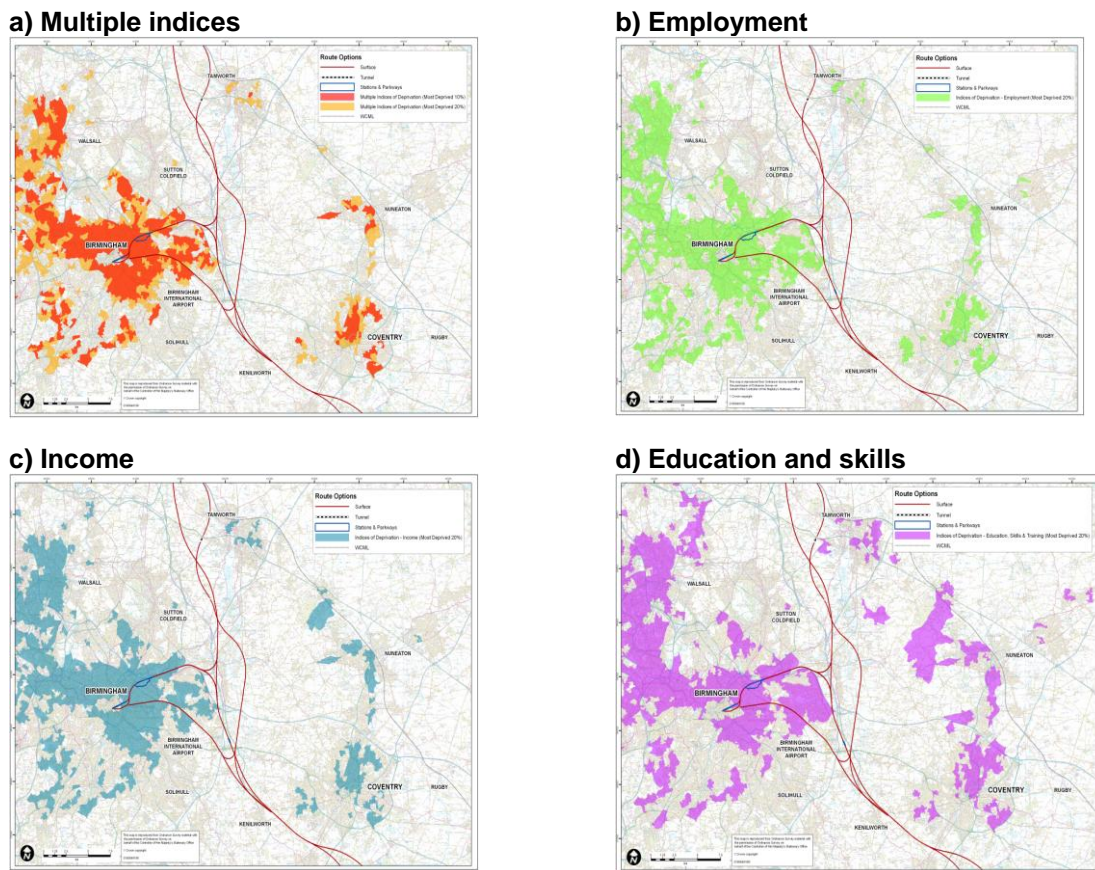 a) Multiple indices
Route Options
Surface
Tunnel
Stations & Parkways
Multiple Indices of Deprivation (Most Deprived 10%)
Multiple Indices of Deprivation (Most Deprived 20%)
WCML
TAMWORTH
WALSALL
SUTTON
COLDFIELD
NUNEATON
BIRMINGHAM
BIRMINGHAM
INTERNATIONAL
AIRPORT
SOLIHULL
COVENTRY
RUGBY
KENILWORTH
N
b) Employment
Route Options
Surface
Tunnel
Stations & Parkways
Indices of Deprivation - Employment (Most Deprived 20%)
WCML
TAMWORTH
WALSALL
SUTTON
COLDFIELD
NUNEATON
BIRMINGHAM
BIRMINGHAM
INTERNATIONAL
AIRPORT
SOLIHULL
COVENTRY
RUGBY
KENILWORTH
N
c) Income
Route Options
Surface
Tunnel
Stations & Parkways
Indices of Deprivation - Income (Most Deprived 20%)
WCML
TAMWORTH
WALSALL
SUTTON
COLDFIELD
NUNEATON
BIRMINGHAM
BIRMINGHAM
INTERNATIONAL
AIRPORT
SOLIHULL
COVENTRY
RUGBY
KENILWORTH
N
d) Education and skills
Route Options
Surface
Tunnel
Stations & Parkways
Indices of Deprivation - Education, Skills & Training (Most Deprived 20%)
WCML
TAMWORTH
WALSALL
SUTTON
COLDFIELD
NUNEATON
BIRMINGHAM
BIRMINGHAM
INTERNATIONAL
AIRPORT
SOLIHULL
COVENTRY
RUGBY
KENILWORTH
N